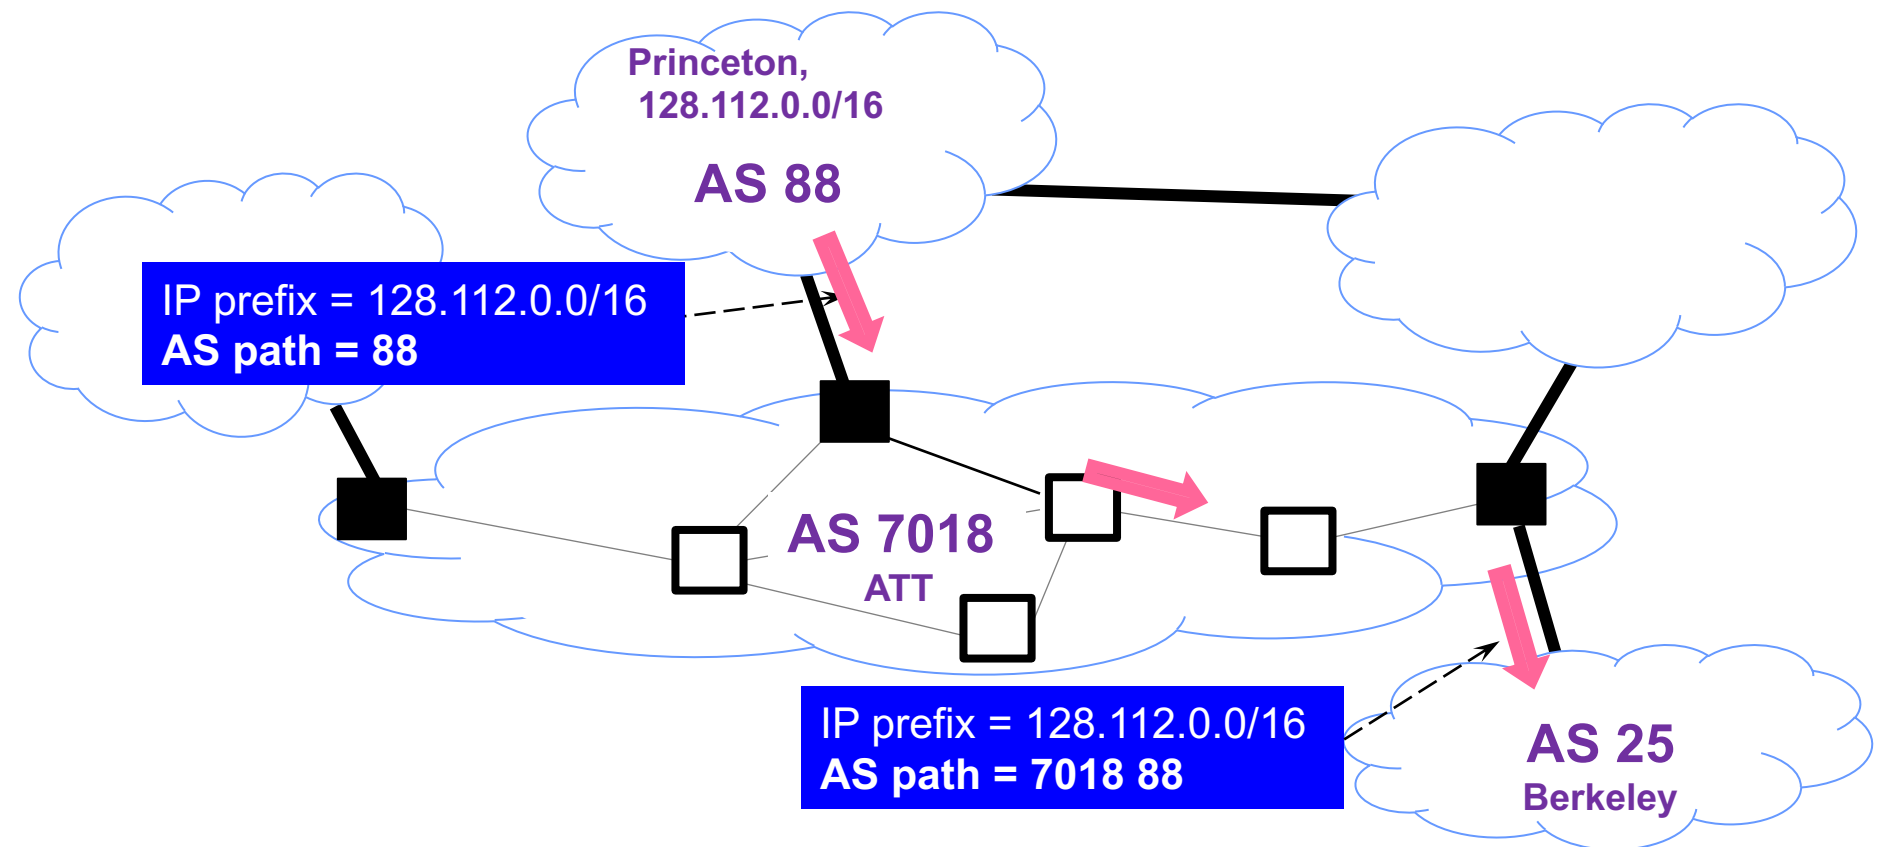 Princeton,
128.112.0.0/16
AS 88
IP prefix = 128.112.0.0/16
AS path = 88
AS 7018
ATT
IP prefix = 128.112.0.0/16
AS path = 7018 88
AS 25
Berkeley